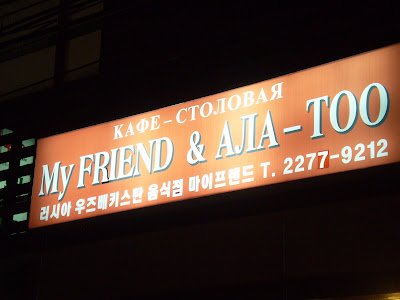 КАФЕ – СТОЛОВАЯ
My FRIEND & АЛА – ТОО
러시아 우즈베키스탄 음식점 마이프랜드 T. 2277-9212